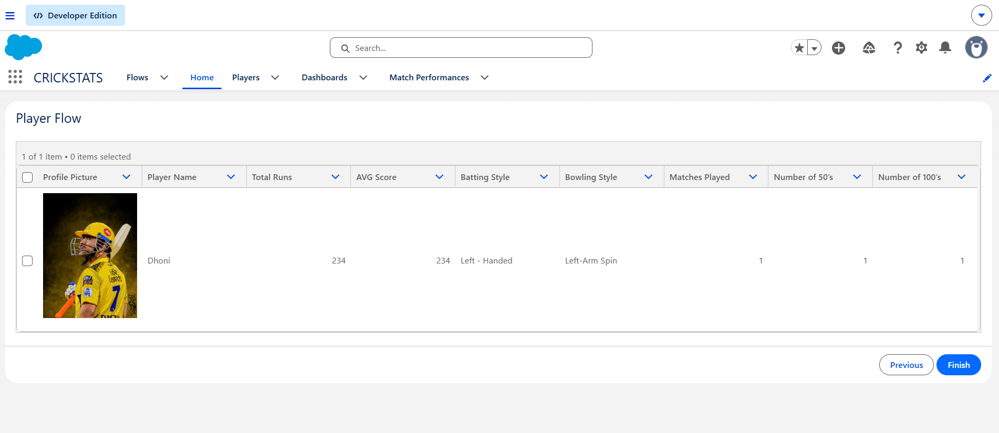 Developer Edition
Search...
CRICKSTATS
Flows
Home
Players
Dashboards
Match Performances
Player Flow
1 of 1 item • 0 items selected
Profile Picture
Player Name
Total Runs
AVG Score
Batting Style
Bowling Style
Matches Played
Number of 50's
Number of 100's
7
Dhoni
234
234
Left - Handed
Left-Arm Spin
1
1
1
Previous
Finish